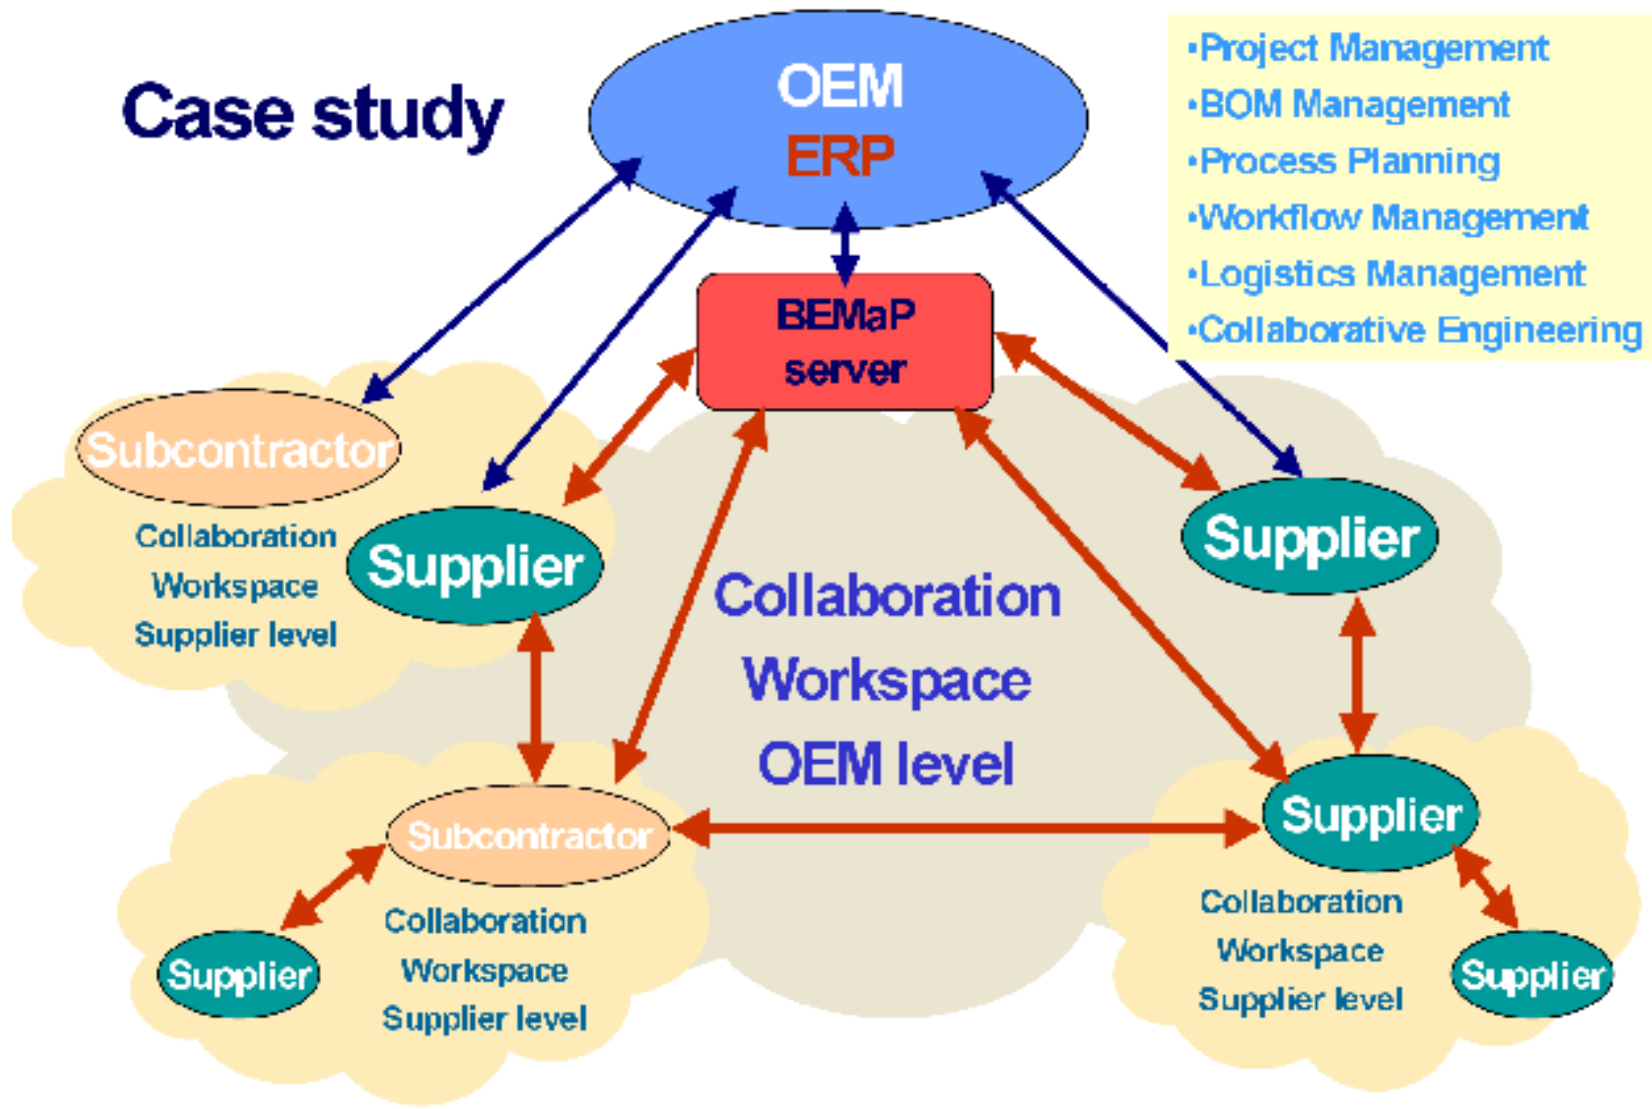 Case study
OEM
ERP
•Project Management
•BOM Management
•Process Planning
•Workflow Management
•Logistics Management
•Collaborative Engineering
BEMaP
server
Subcontractor
Collaboration
Workspace
Supplier level
Supplier
Supplier
Collaboration
Workspace
OEM level
Subcontractor
Supplier
Collaboration
Workspace
Supplier level
Supplier
Collaboration
Workspace
Supplier level
Supplier